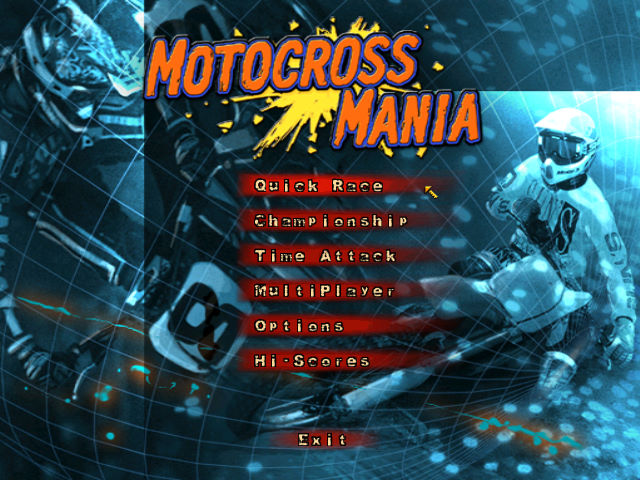 MOTOCROSS
MANIA
Quick Race
Championship
Time Attack
MultiPlayer
Options
Hi-Scores
Exit